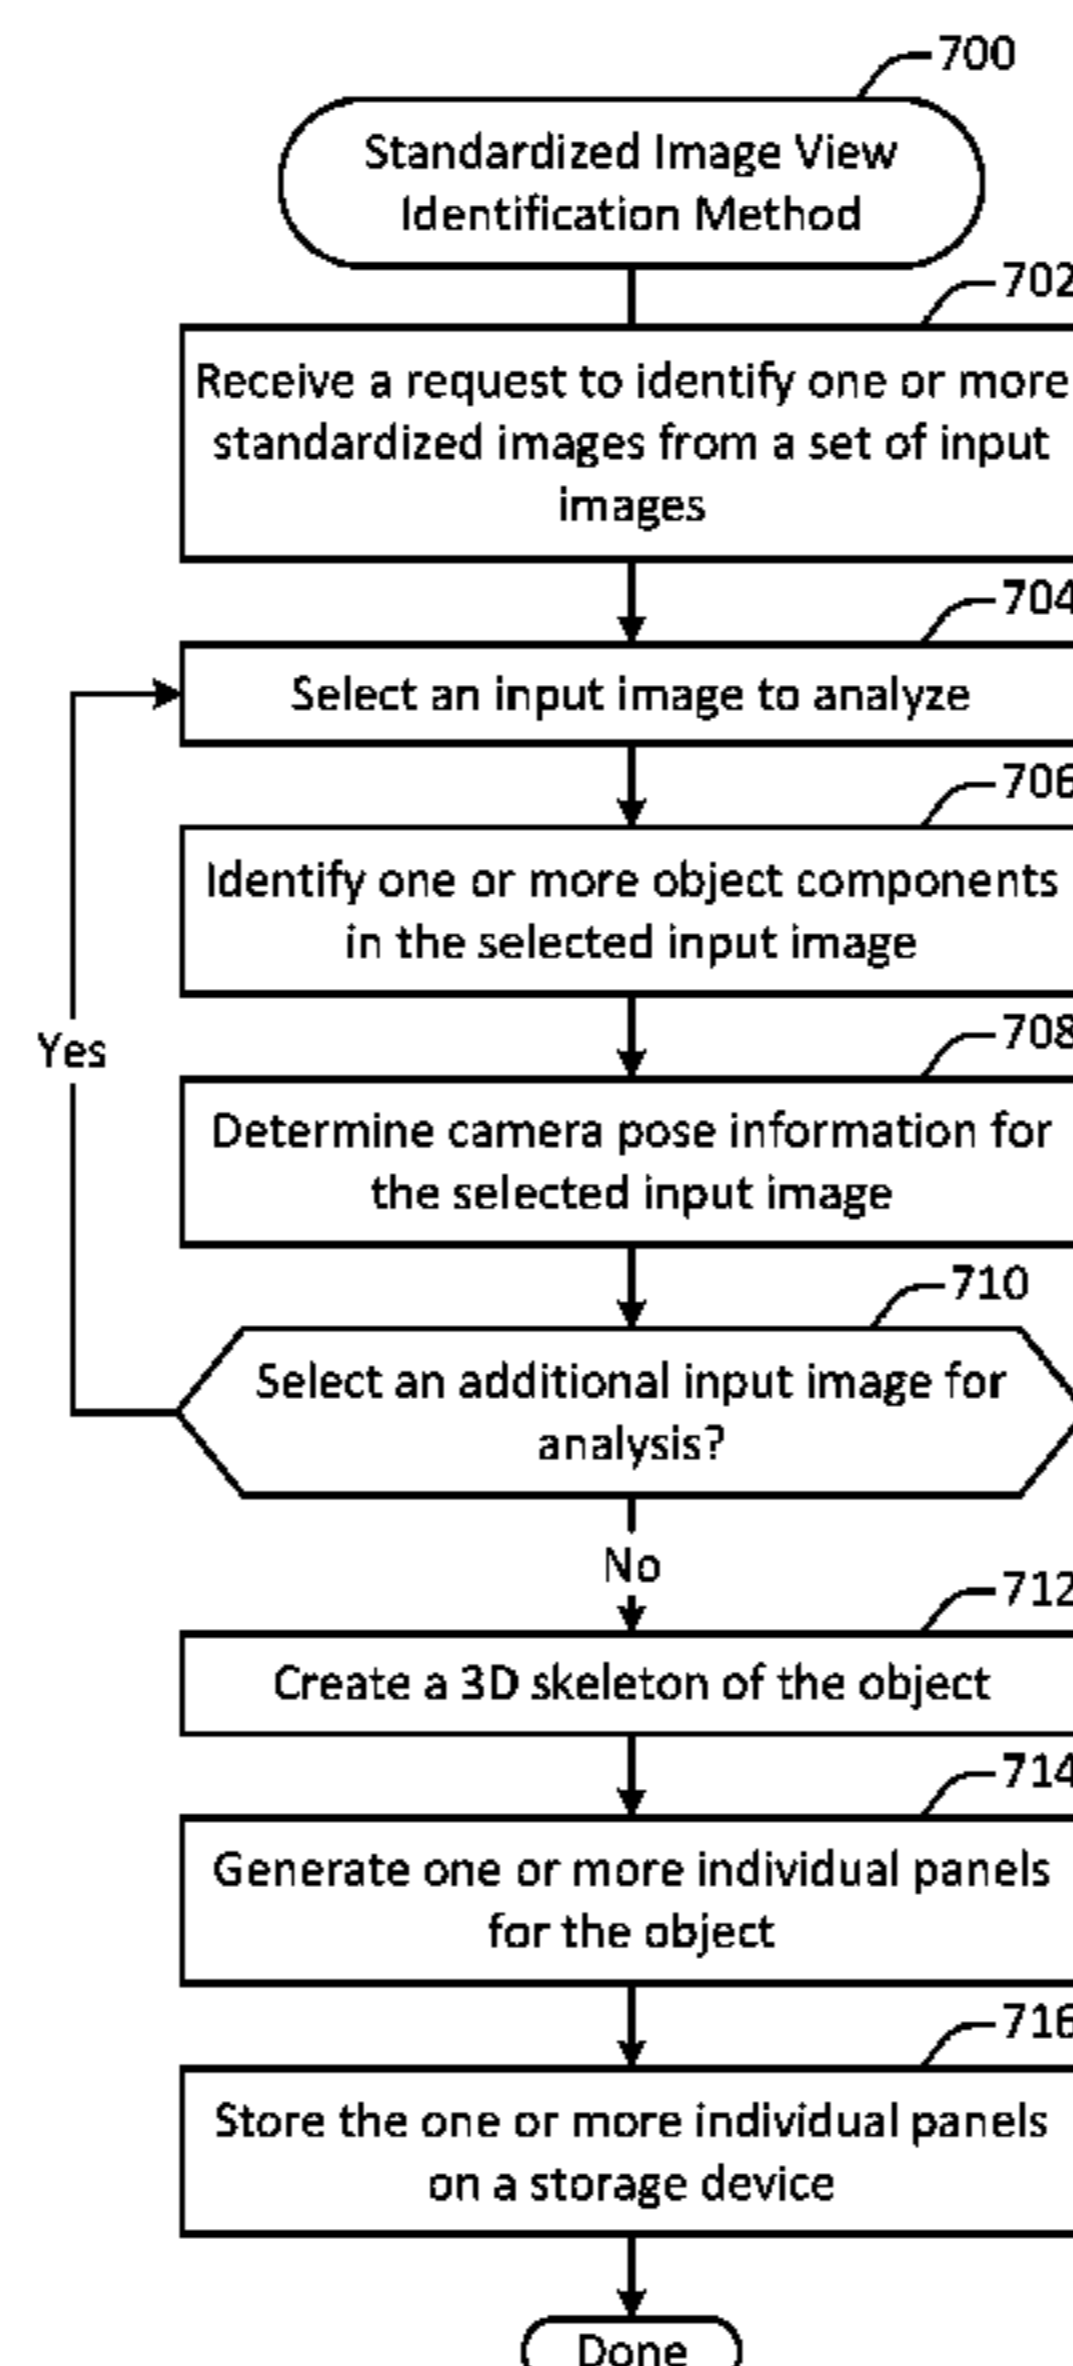 700
Standardized Image View
Identification Method
702
Receive a request to identify one or more
standardized images from a set of input
images
704
Select an input image to analyze
706
Identify one or more object components
in the selected input image
Yes
708
Determine camera pose information for
the selected input image
710
Select an additional input image for
analysis?
No
712
Create a 3D skeleton of the object
714
Generate one or more individual panels
for the object
716
Store the one or more individual panels
on a storage device
Done